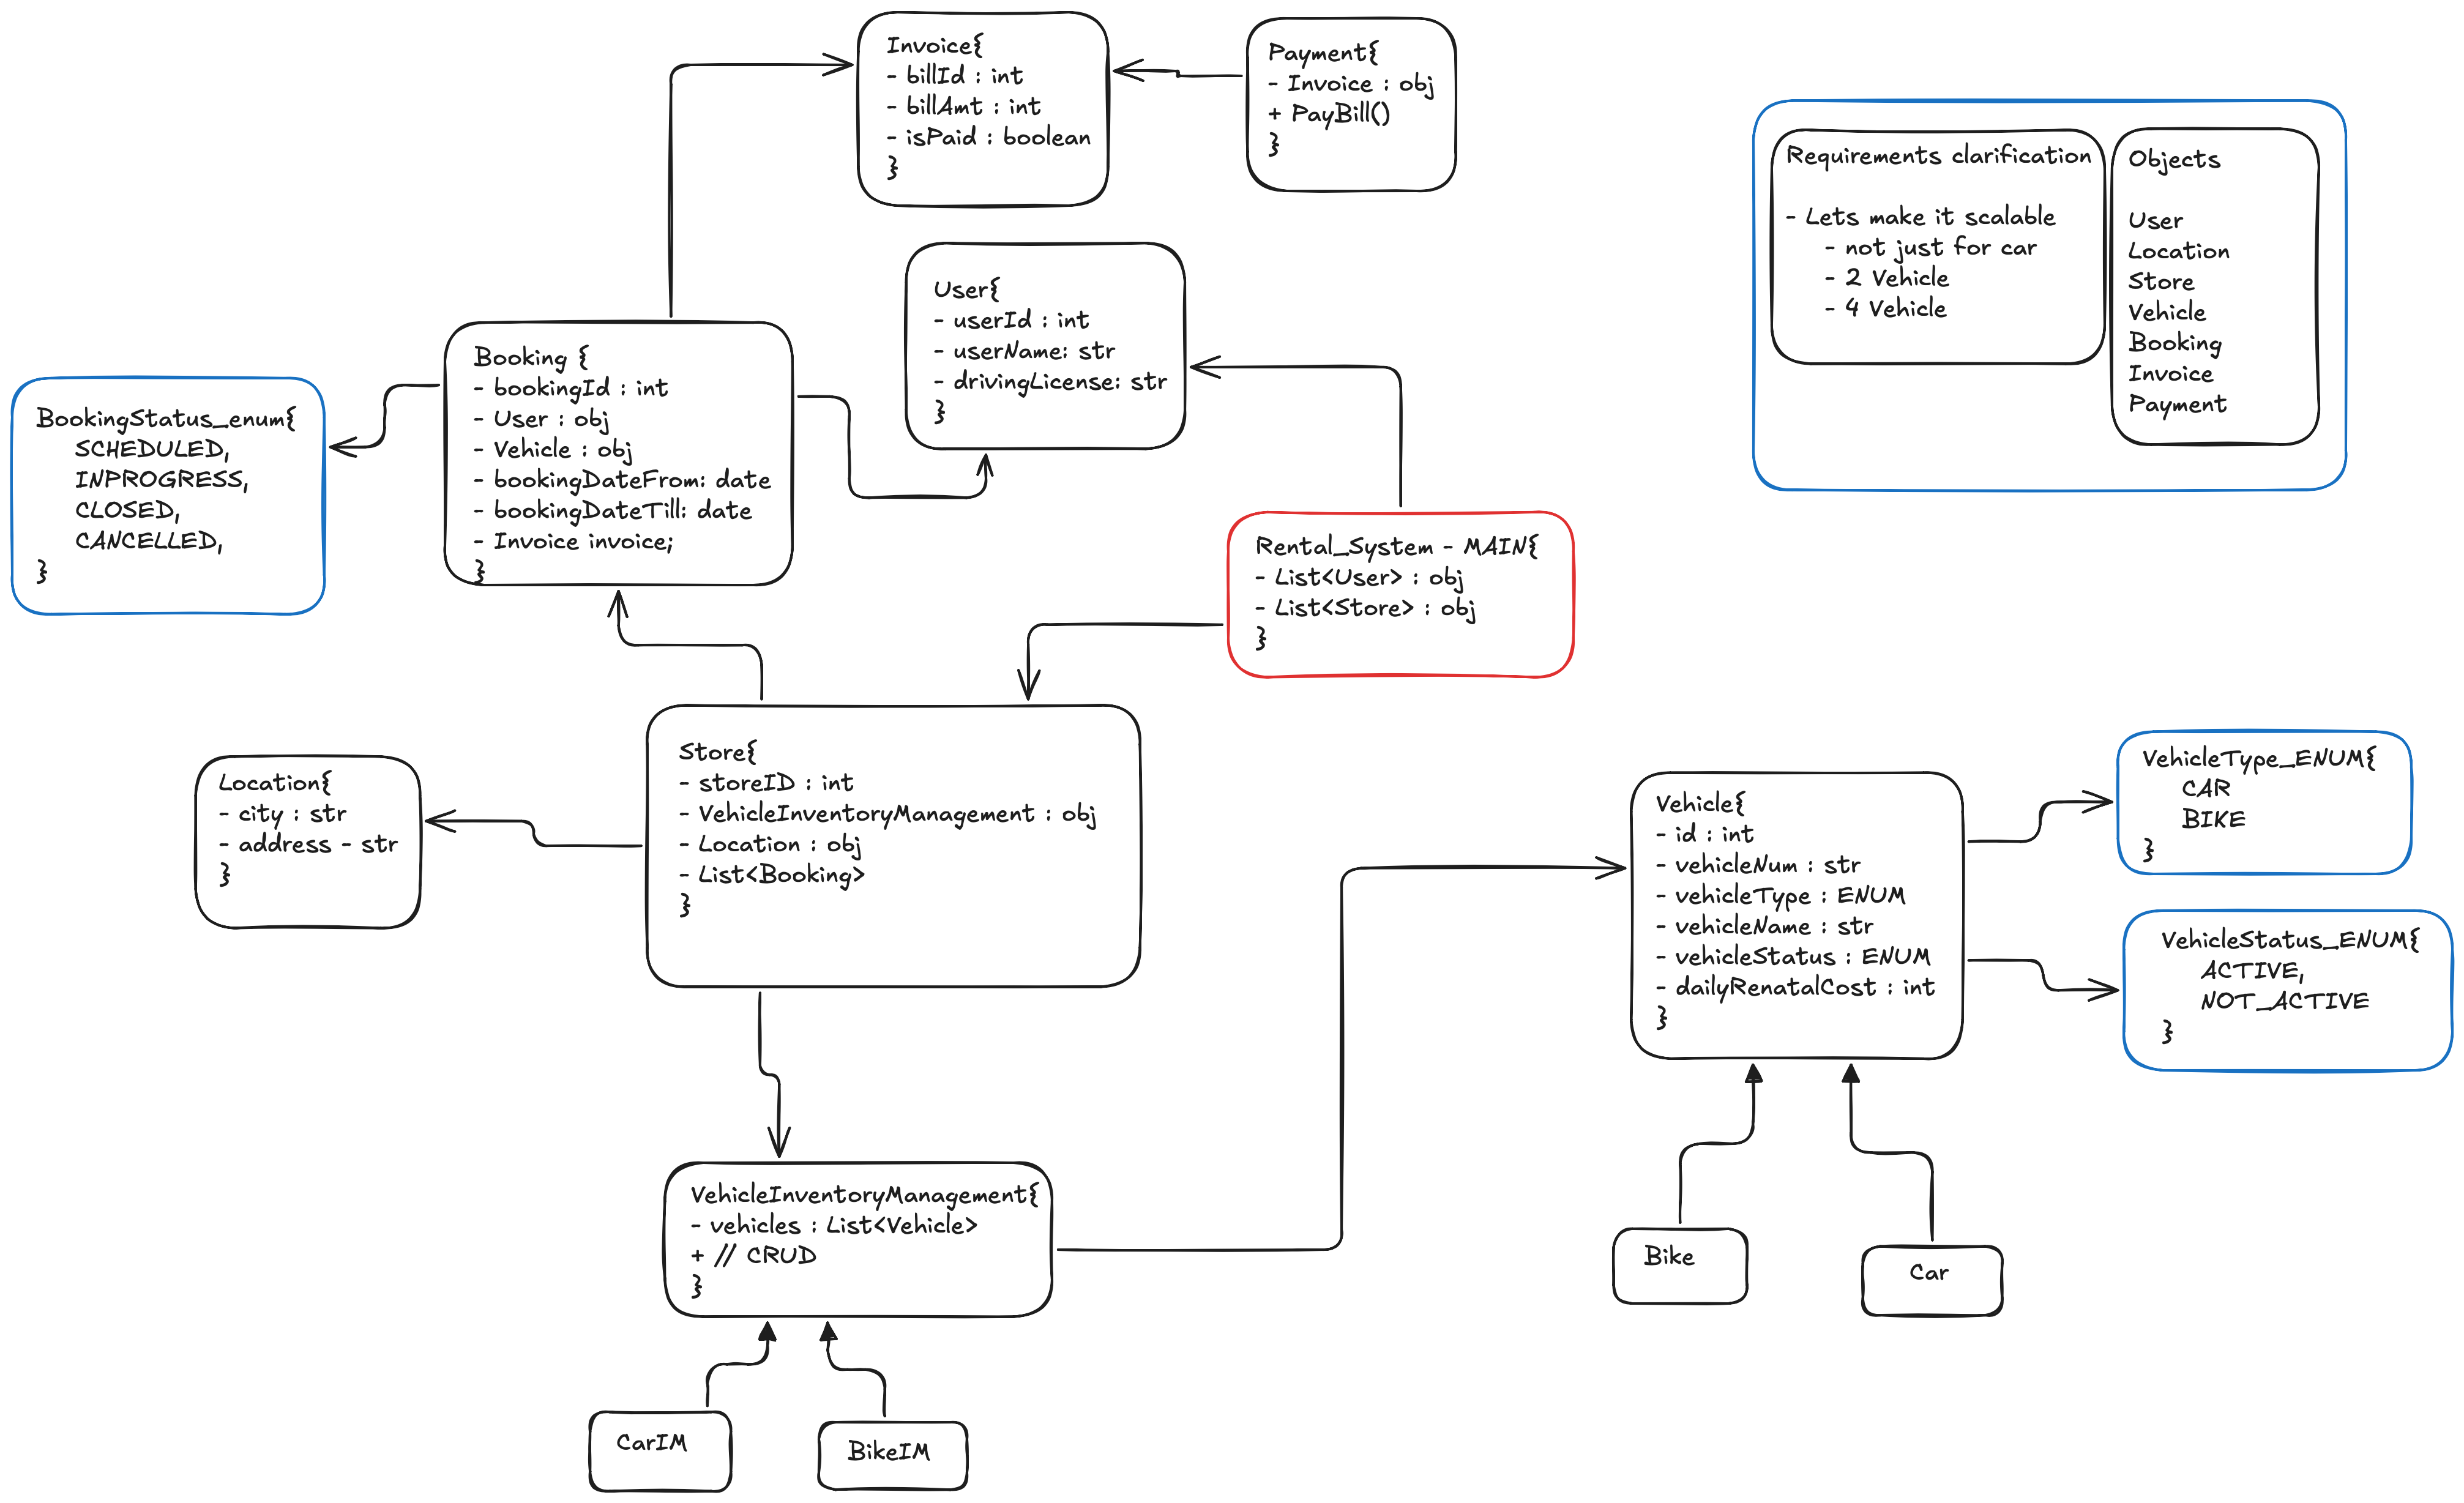 Invoice{
- billId : int
- billAmt : int
- isPaid : boolean
}
Payment{
- Invoice : obj
+ PayBill()
}
Requirements clarification
- Lets make it scalable
- not just for car
- 2 Vehicle
- 4 Vehicle
Objects
User
Location
Store
Vehicle
Booking
Invoice
Payment
User{
- userId : int
- userName: str
- drivingLicense: str
}
Booking {
- bookingId : int
- User : obj
- Vehicle : obj
- bookingDateFrom: date
- bookingDateTill: date
- Invoice invoice;
}
BookingStatus_enum{
SCHEDULED,
INPROGRESS,
CLOSED,
CANCELLED,
}
Rental_System - MAIN{
- List<User> : obj
- List<Store> : obj
}
Store{
- storeID : int
- VehicleInventoryManagement : obj
- Location : obj
- List<Booking>
}
Location{
- city : str
- address - str
}
Vehicle{
- id : int
- vehicleNum : str
- vehicleType : ENUM
- vehicleName : str
- vehicleStatus : ENUM
- dailyRenatalCost : int
}
VehicleType_ENUM{
CAR
BIKE
}
VehicleStatus_ENUM{
ACTIVE,
NOT_ACTIVE
}
VehicleInventoryManagement{
- vehicles : List<Vehicle>
+ // CRUD
}
Bike
Car
CarIM
BikeIM